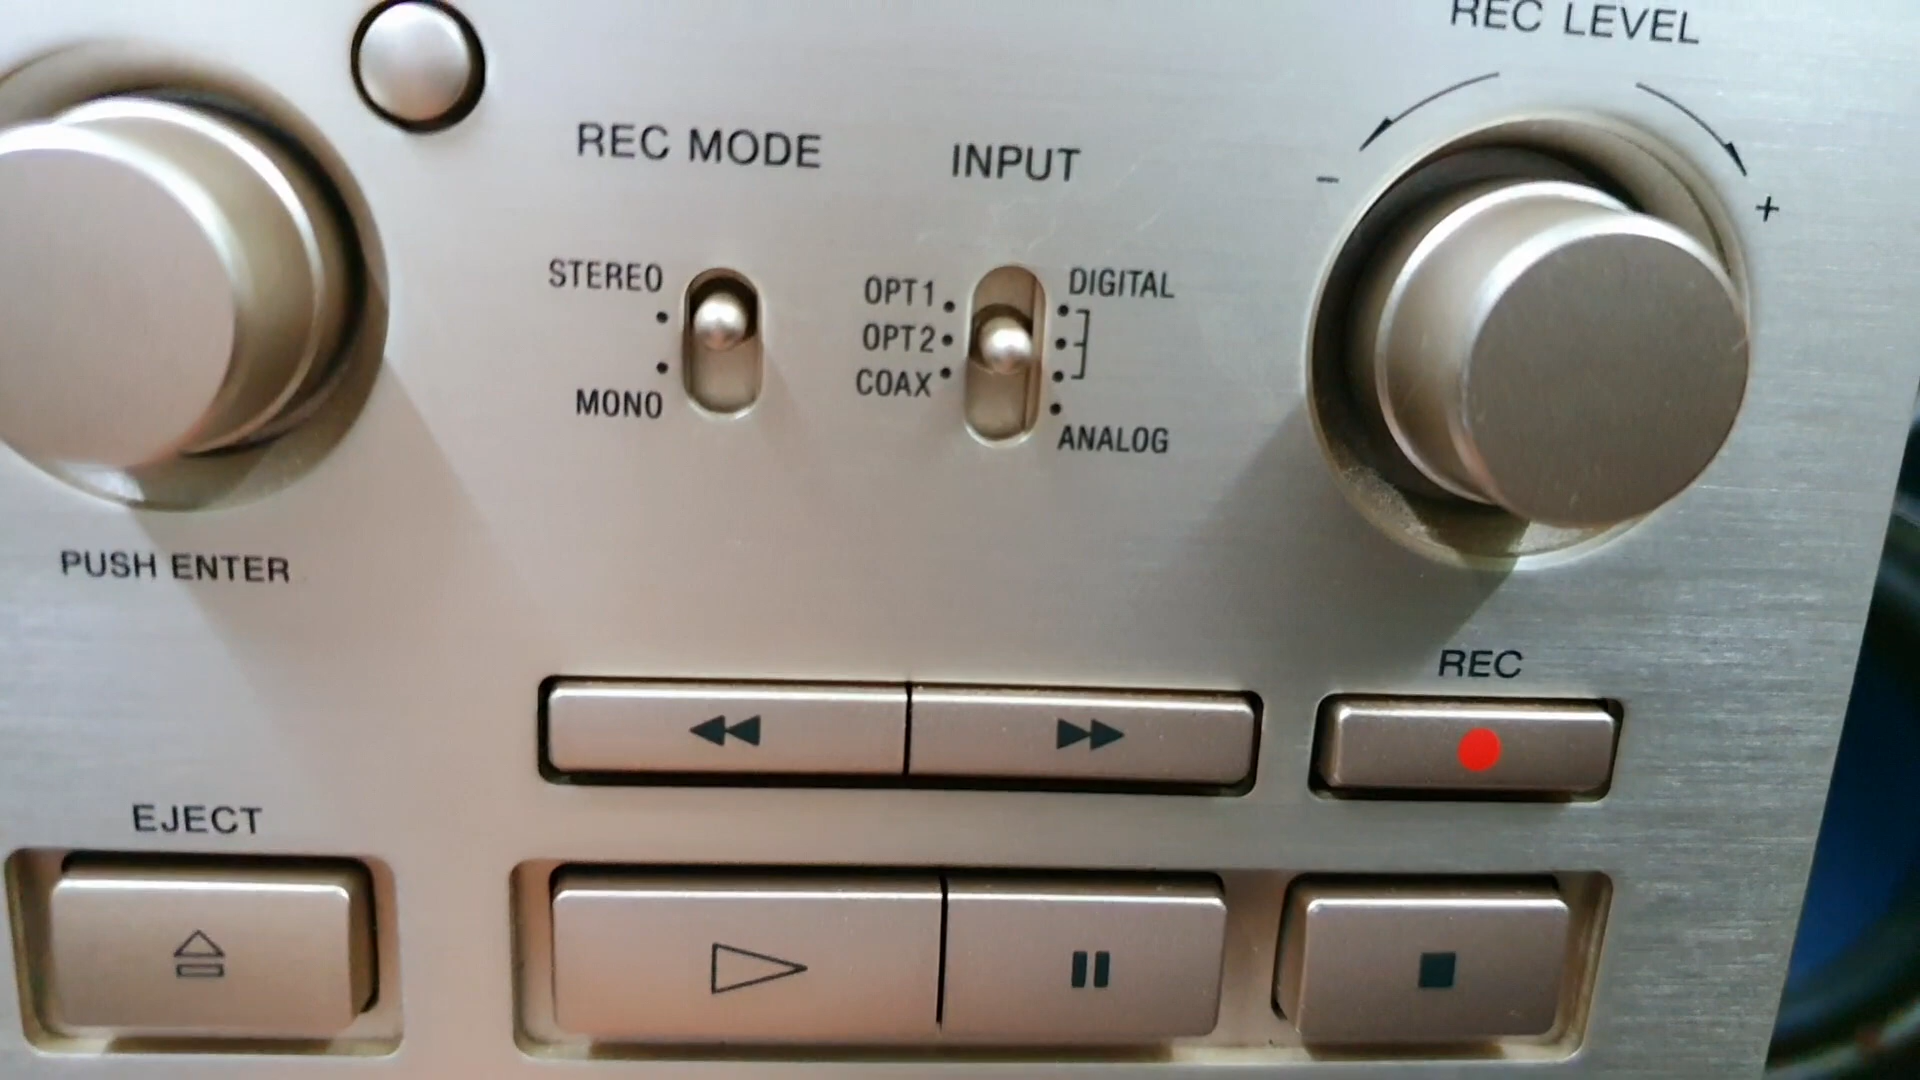 REC LEVEL
- +
REC MODE
INPUT
STEREO
MONO
OPT1
OPT2
COAX
DIGITAL
ANALOG
PUSH ENTER
REC
EJECT